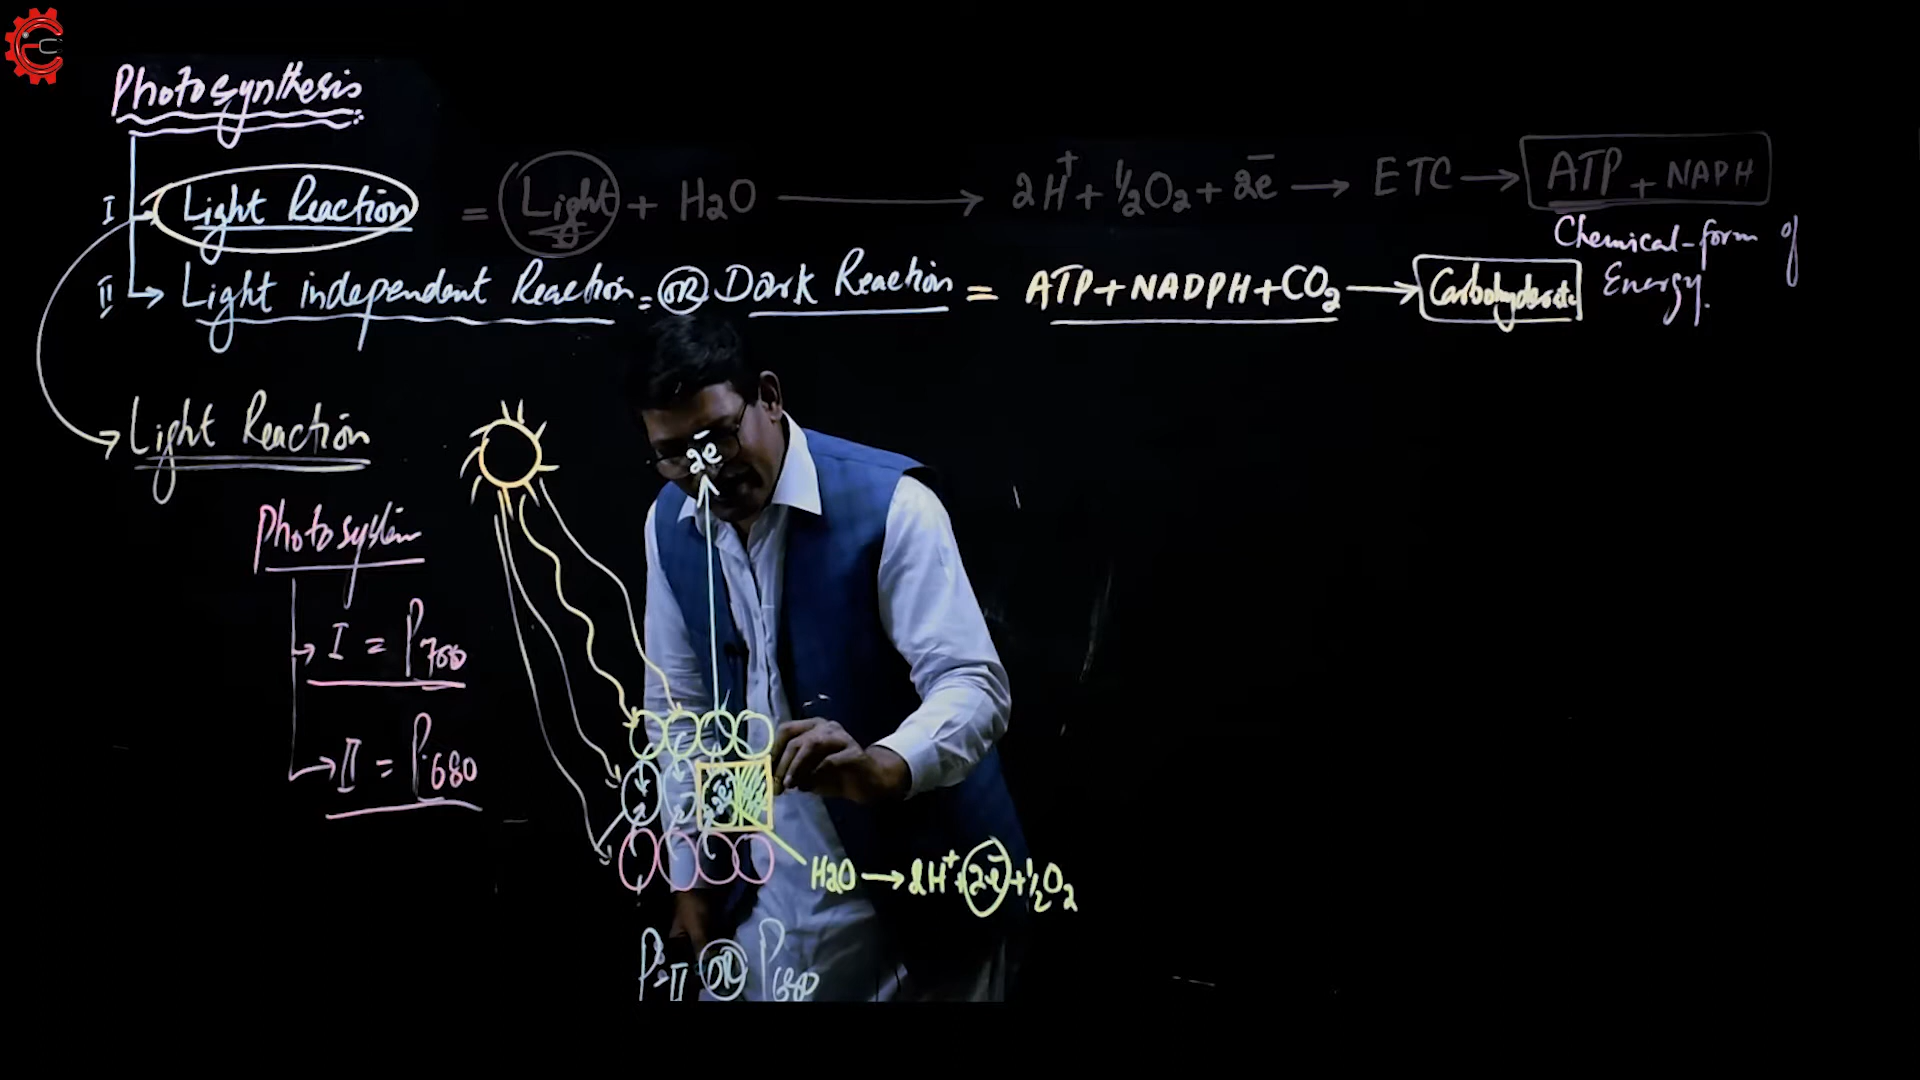 Photosynthesis
I Light Reaction = Light + H2O → 2H⁺ + ½O₂ + 2e⁻ → ETC → ATP + NAPH
Chemical-form of Energy.
II → Light independent Reaction = OR Dark Reaction = ATP + NADPH + CO₂ →
Light Reaction
Photosystem
→ I = P700
→ II = P680
2e⁻
2e⁻
H2O → 2H⁺ + 2e⁻ + ½O₂
P-II OR P680